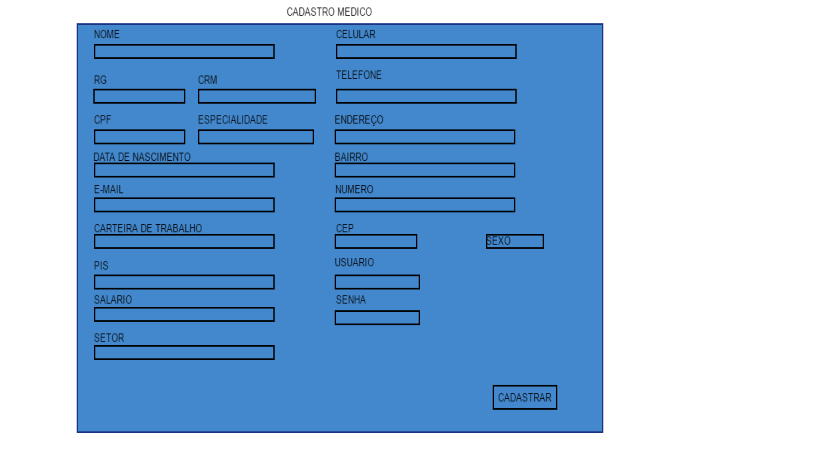 CADASTRO MEDICO
NOME
CELULAR
RG
CRM
TELEFONE
CPF
ESPECIALIDADE
ENDEREÇO
DATA DE NASCIMENTO
BAIRRO
E-MAIL
NUMERO
CARTEIRA DE TRABALHO
CEP
SEXO
PIS
USUARIO
SALARIO
SENHA
SETOR
CADASTRAR